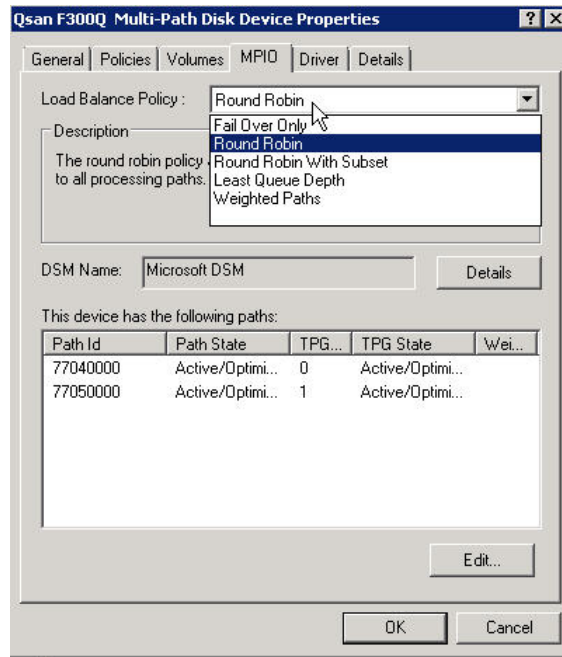 Qsan F300Q Multi-Path Disk Device Properties
General Policies Volumes MPIO Driver Details
Load Balance Policy : Round Robin
Fail Over Only
Round Robin
Round Robin With Subset
Least Queue Depth
Weighted Paths
Description
The round robin policy
to all processing paths.
DSM Name: Microsoft DSM Details
This device has the following paths:
Path Id Path State TPG... TPG State Wei...
77040000 Active/Optimi... 0 Active/Optimi...
77050000 Active/Optimi... 1 Active/Optimi...
Edit...
OK Cancel